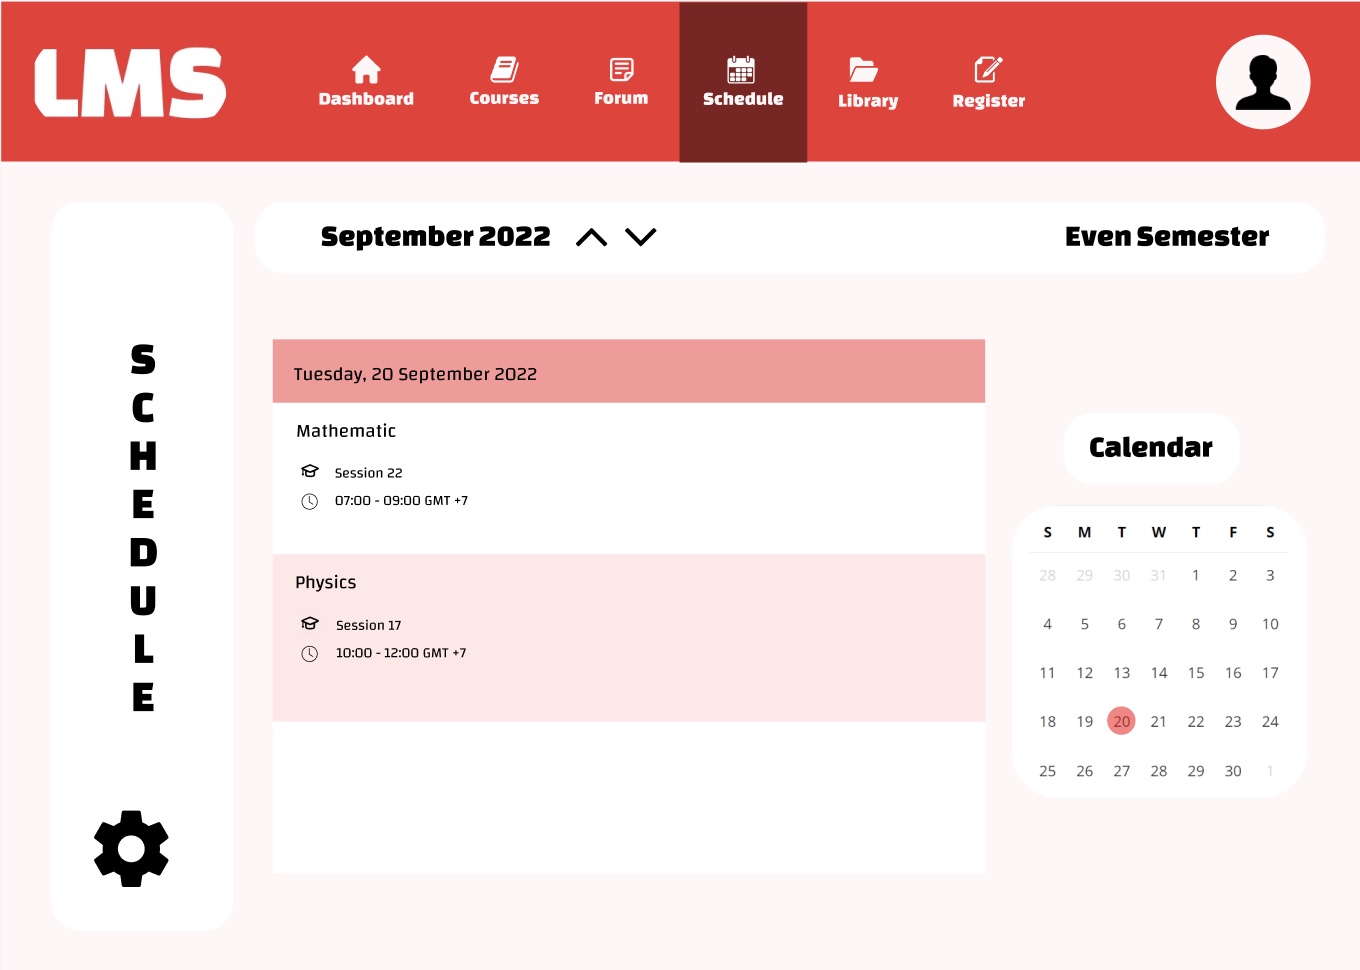 LMS
Dashboard
Courses
Forum
Schedule
Library
Register
September 2022
Even Semester
S
C
H
E
D
U
L
E
Tuesday, 20 September 2022
Mathematic
Session 22
07:00 - 09:00 GMT +7
Physics
Session 17
10:00 - 12:00 GMT +7
Calendar
S M T W T F S
28 29 30 31 1 2 3
4 5 6 7 8 9 10
11 12 13 14 15 16 17
18 19 20 21 22 23 24
25 26 27 28 29 30 1